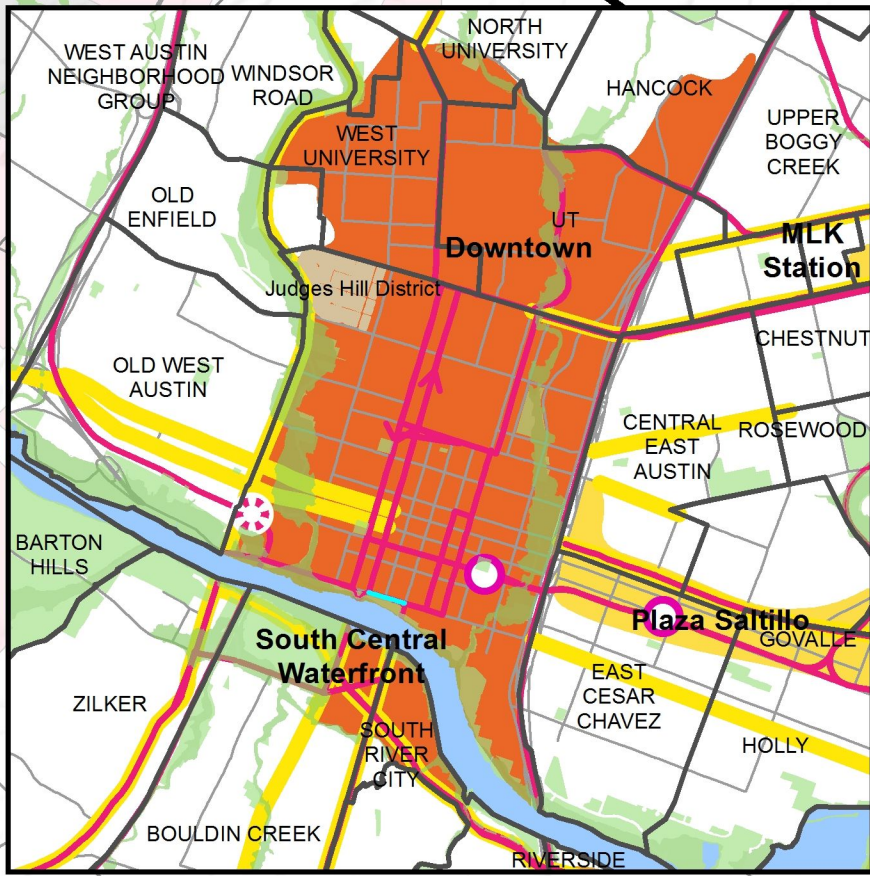 NORTH
UNIVERSITY
WEST AUSTIN
NEIGHBORHOOD
GROUP
WINDSOR
ROAD
HANCOCK
UPPER
BOGGY
CREEK
WEST
UNIVERSITY
OLD
ENFIELD
UT
Downtown
MLK
Station
Judges Hill District
CHESTNUT
OLD WEST
AUSTIN
CENTRAL
EAST
AUSTIN
ROSEWOOD
BARTON
HILLS
Plaza Saltillo
GOVALLE
South Central
Waterfront
EAST
CESAR
CHAVEZ
ZILKER
SOUTH
RIVER
CITY
HOLLY
BOULDIN CREEK
RIVERSIDE